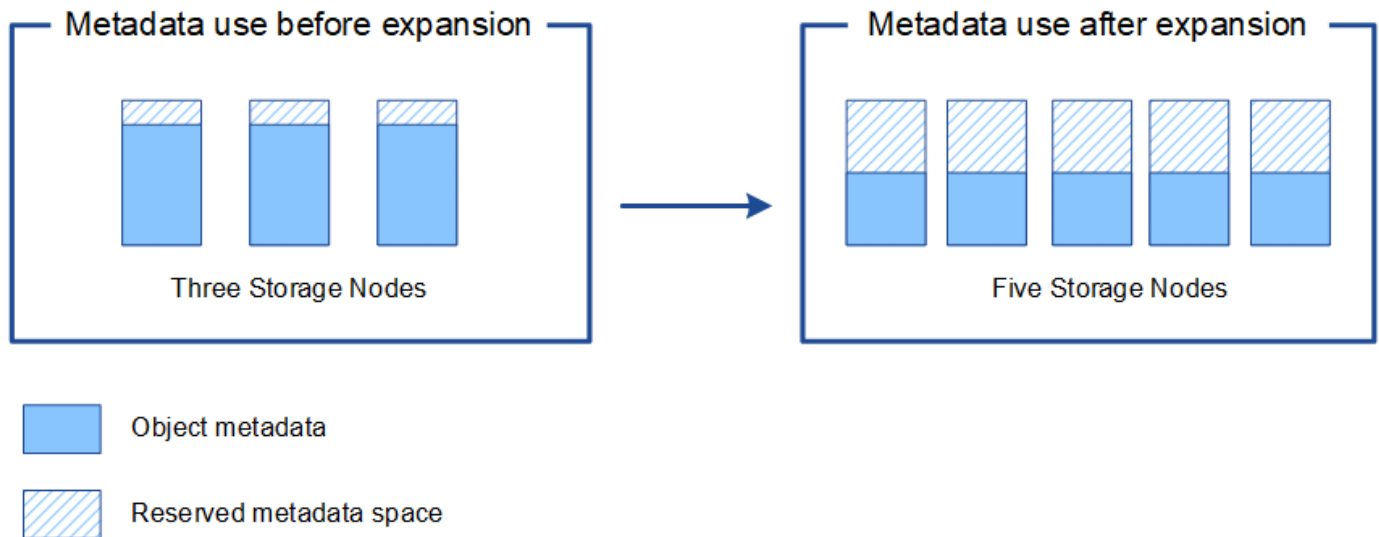 Metadata use before expansion
Metadata use after expansion
Three Storage Nodes
Five Storage Nodes
Object metadata
Reserved metadata space